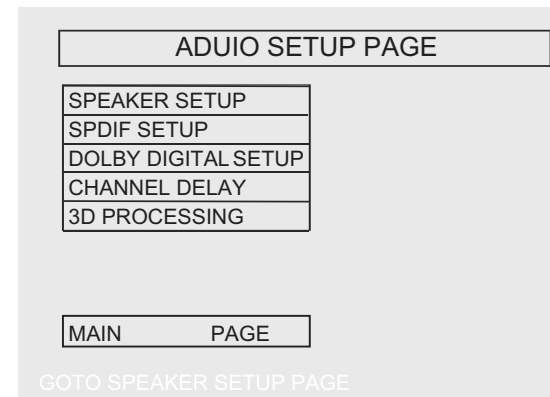 ADUIO SETUP PAGE
SPEAKER SETUP
SPDIF SETUP
DOLBY DIGITAL SETUP
CHANNEL DELAY
3D PROCESSING
MAIN PAGE
GOTO SPEAKER SETUP PAGE